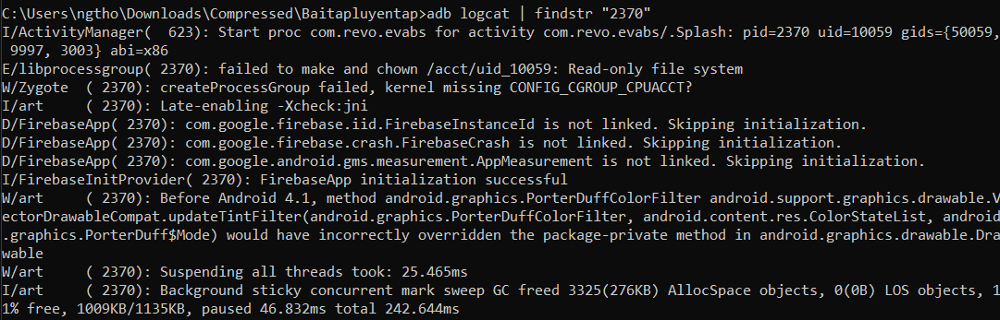 C:\Users\ngtho\Downloads\Compressed\Baitapluyentap>adb logcat | findstr "2370"
I/ActivityManager(  623): Start proc com.revo.evabs for activity com.revo.evabs/.Splash: pid=2370 uid=10059 gids={50059,
 9997, 3003} abi=x86
E/libprocessgroup( 2370): failed to make and chown /acct/uid_10059: Read-only file system
W/Zygote  ( 2370): createProcessGroup failed, kernel missing CONFIG_CGROUP_CPUACCT?
I/art     ( 2370): Late-enabling -Xcheck:jni
D/FirebaseApp( 2370): com.google.firebase.iid.FirebaseInstanceId is not linked. Skipping initialization.
D/FirebaseApp( 2370): com.google.firebase.crash.FirebaseCrash is not linked. Skipping initialization.
D/FirebaseApp( 2370): com.google.android.gms.measurement.AppMeasurement is not linked. Skipping initialization.
I/FirebaseInitProvider( 2370): FirebaseApp initialization successful
W/art     ( 2370): Before Android 4.1, method android.graphics.PorterDuffColorFilter android.support.graphics.drawable.V
ectorDrawableCompat.updateTintFilter(android.graphics.PorterDuffColorFilter, android.content.res.ColorStateList, android
.graphics.PorterDuff$Mode) would have incorrectly overridden the package-private method in android.graphics.drawable.Dra
wable
W/art     ( 2370): Suspending all threads took: 25.465ms
I/art     ( 2370): Background sticky concurrent mark sweep GC freed 3325(276KB) AllocSpace objects, 0(0B) LOS objects, 1
1% free, 1009KB/1135KB, paused 46.832ms total 242.644ms